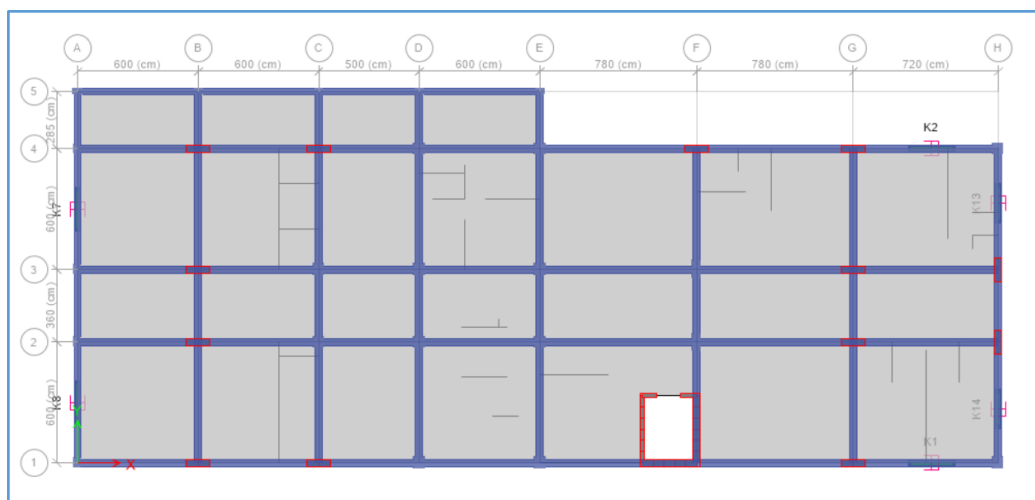 A B C D E F G H
600 (cm) 600 (cm) 500 (cm) 600 (cm) 780 (cm) 780 (cm) 720 (cm)
5
285 (cm)
4
K2
600 (cm)
K7
K13
3
360 (cm)
2
600 (cm)
K8
K14
Y
K1
1
X